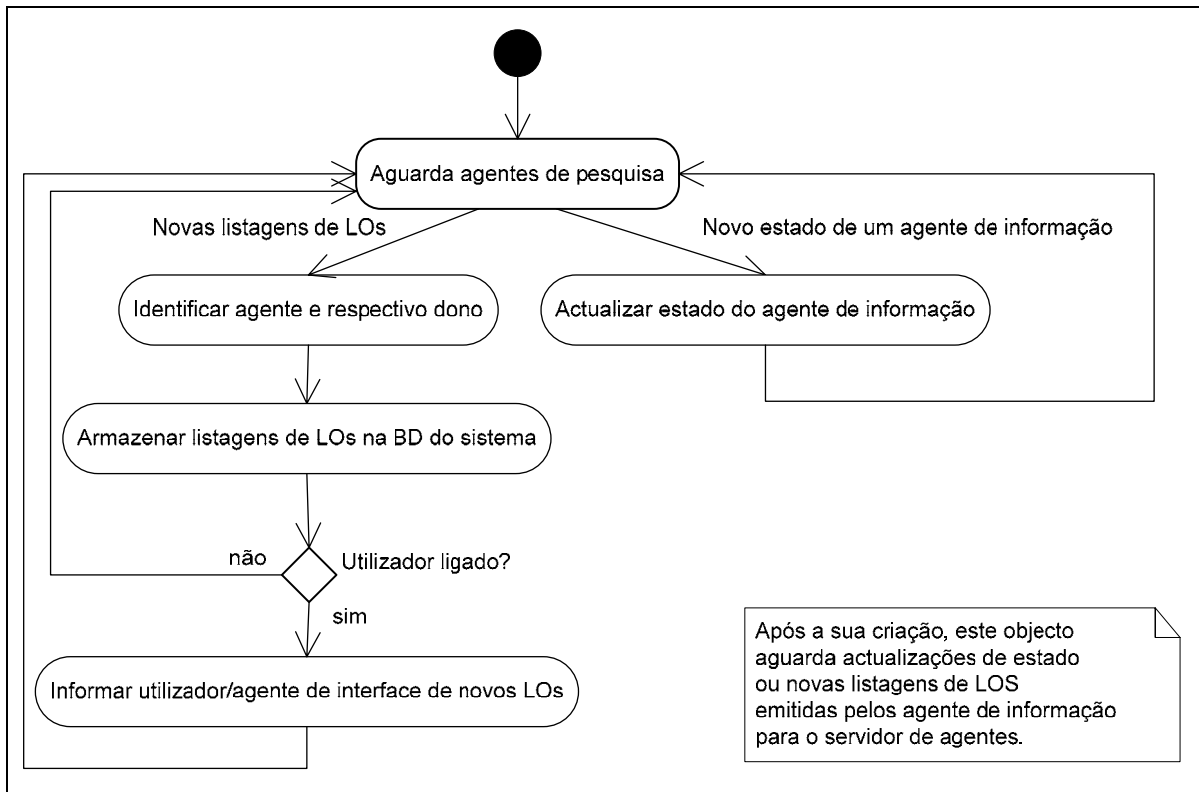 Aguarda agentes de pesquisa
Novas listagens de LOs
Novo estado de um agente de informação
Identificar agente e respectivo dono
Actualizar estado do agente de informação
Armazenar listagens de LOs na BD do sistema
não
Utilizador ligado?
sim
Informar utilizador/agente de interface de novos LOs
Após a sua criação, este objecto
aguarda actualizações de estado
ou novas listagens de LOS
emitidas pelos agente de informação
para o servidor de agentes.